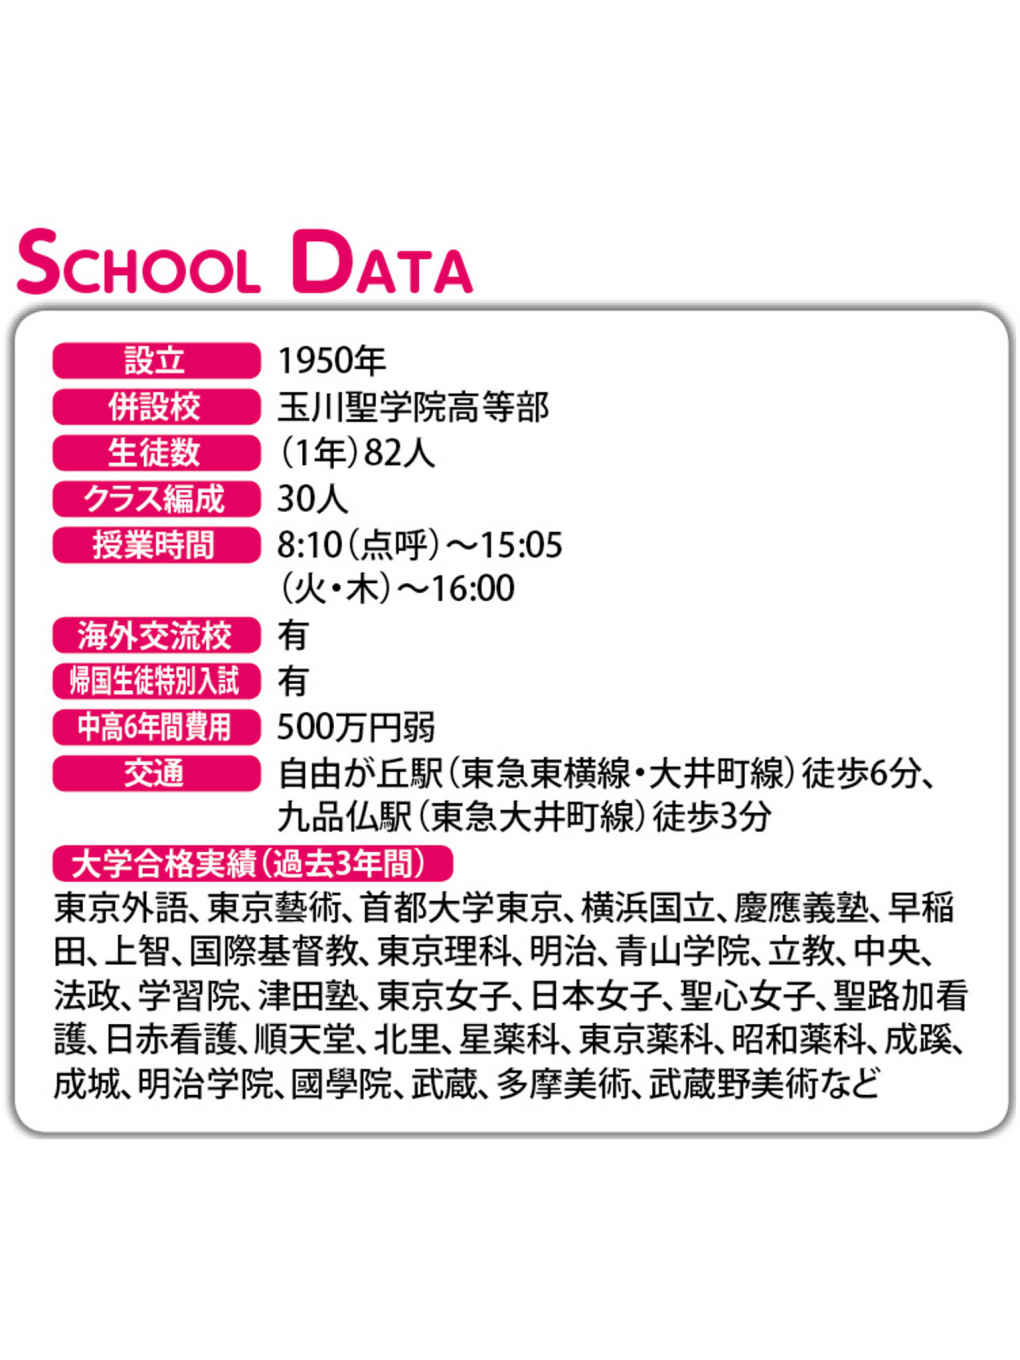 SCHOOL DATA
設立 1950年
併設校 玉川聖学院高等部
生徒数 （1年）82人
クラス編成 30人
授業時間 8:10（点呼）〜15:05
（火・木）〜16:00
海外交流校 有
帰国生徒特別入試 有
中高6年間費用 500万円弱
交通 自由が丘駅（東急東横線・大井町線）徒歩6分、
九品仏駅（東急大井町線）徒歩3分
大学合格実績（過去3年間）
東京外語、東京藝術、首都大学東京、横浜国立、慶應義塾、早稲
田、上智、国際基督教、東京理科、明治、青山学院、立教、中央、
法政、学習院、津田塾、東京女子、日本女子、聖心女子、聖路加看
護、日赤看護、順天堂、北里、星薬科、東京薬科、昭和薬科、成蹊、
成城、明治学院、國學院、武蔵、多摩美術、武蔵野美術など